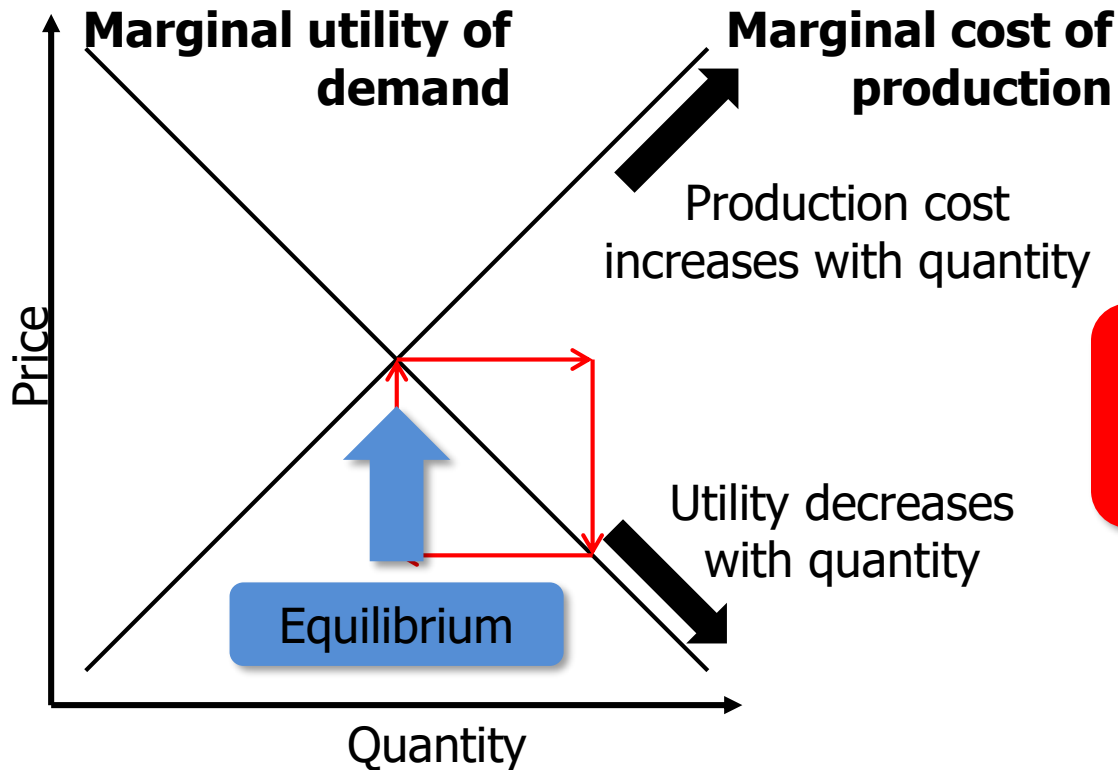 Marginal utility of
demand
Marginal cost of
production
Production cost
increases with quantity
Price
Utility decreases
with quantity
Equilibrium
Quantity